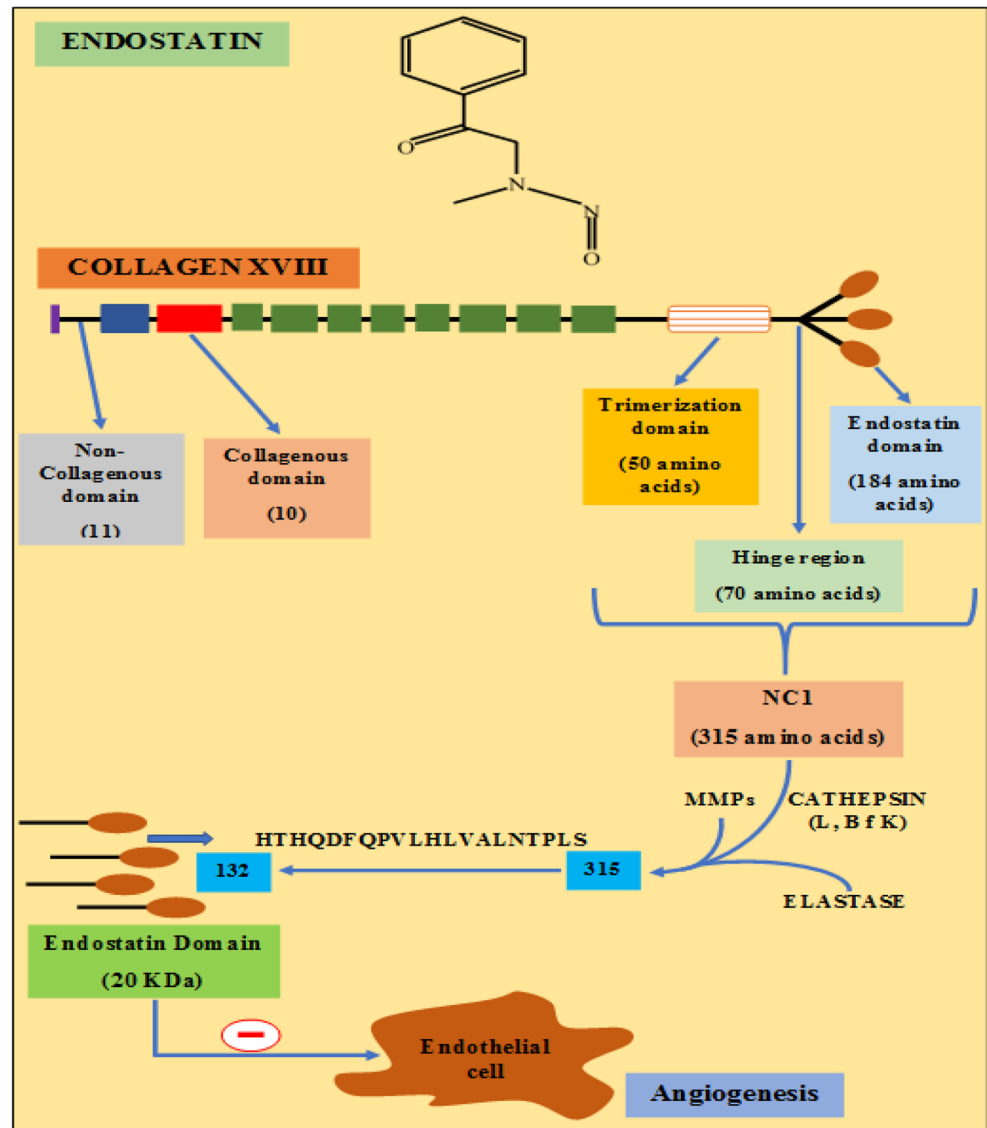 ENDOSTATIN
O
N
N
O
COLLAGEN XVIII
Non-
Collagenous
domain
(11)
Collagenous
domain
(10)
Trimerization
domain
(50 amino
acids)
Endostatin
domain
(184 amino
acids)
Hinge region
(70 amino acids)
NC1
(315 amino acids)
MMPs
CATHEPSIN
(L, B f K)
HTHQDFQPVLHLVALNTPLS
132
315
ELASTASE
Endostatin Domain
(20 KDa)
Endothelial
cell
Angiogenesis